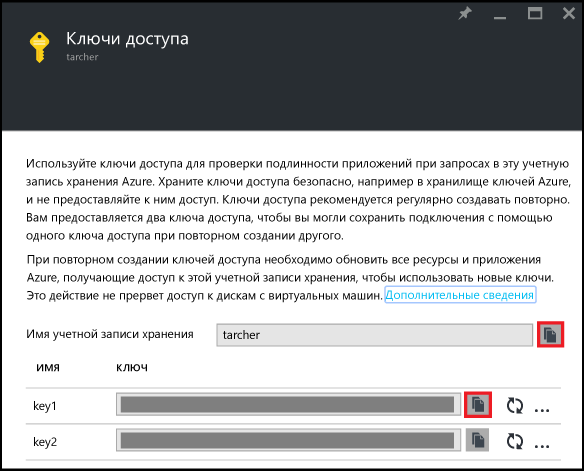 Ключи доступа
tarcher
Используйте ключи доступа для проверки подлинности приложений при запросах в эту учетную
запись хранения Azure. Храните ключи доступа безопасно, например в хранилище ключей Azure,
и не предоставляйте к ним доступ. Ключи доступа рекомендуется регулярно создавать повторно.
Вам предоставляется два ключа доступа, чтобы вы могли сохранить подключения с помощью
одного ключа доступа при повторном создании другого.
При повторном создании ключей доступа необходимо обновить все ресурсы и приложения
Azure, получающие доступ к этой учетной записи хранения, чтобы использовать новые ключи.
Это действие не прервет доступ к дискам с виртуальных машин. Дополнительные сведения
Имя учетной записи хранения tarcher
ИМЯ КЛЮЧ
key1 ...
key2 ...